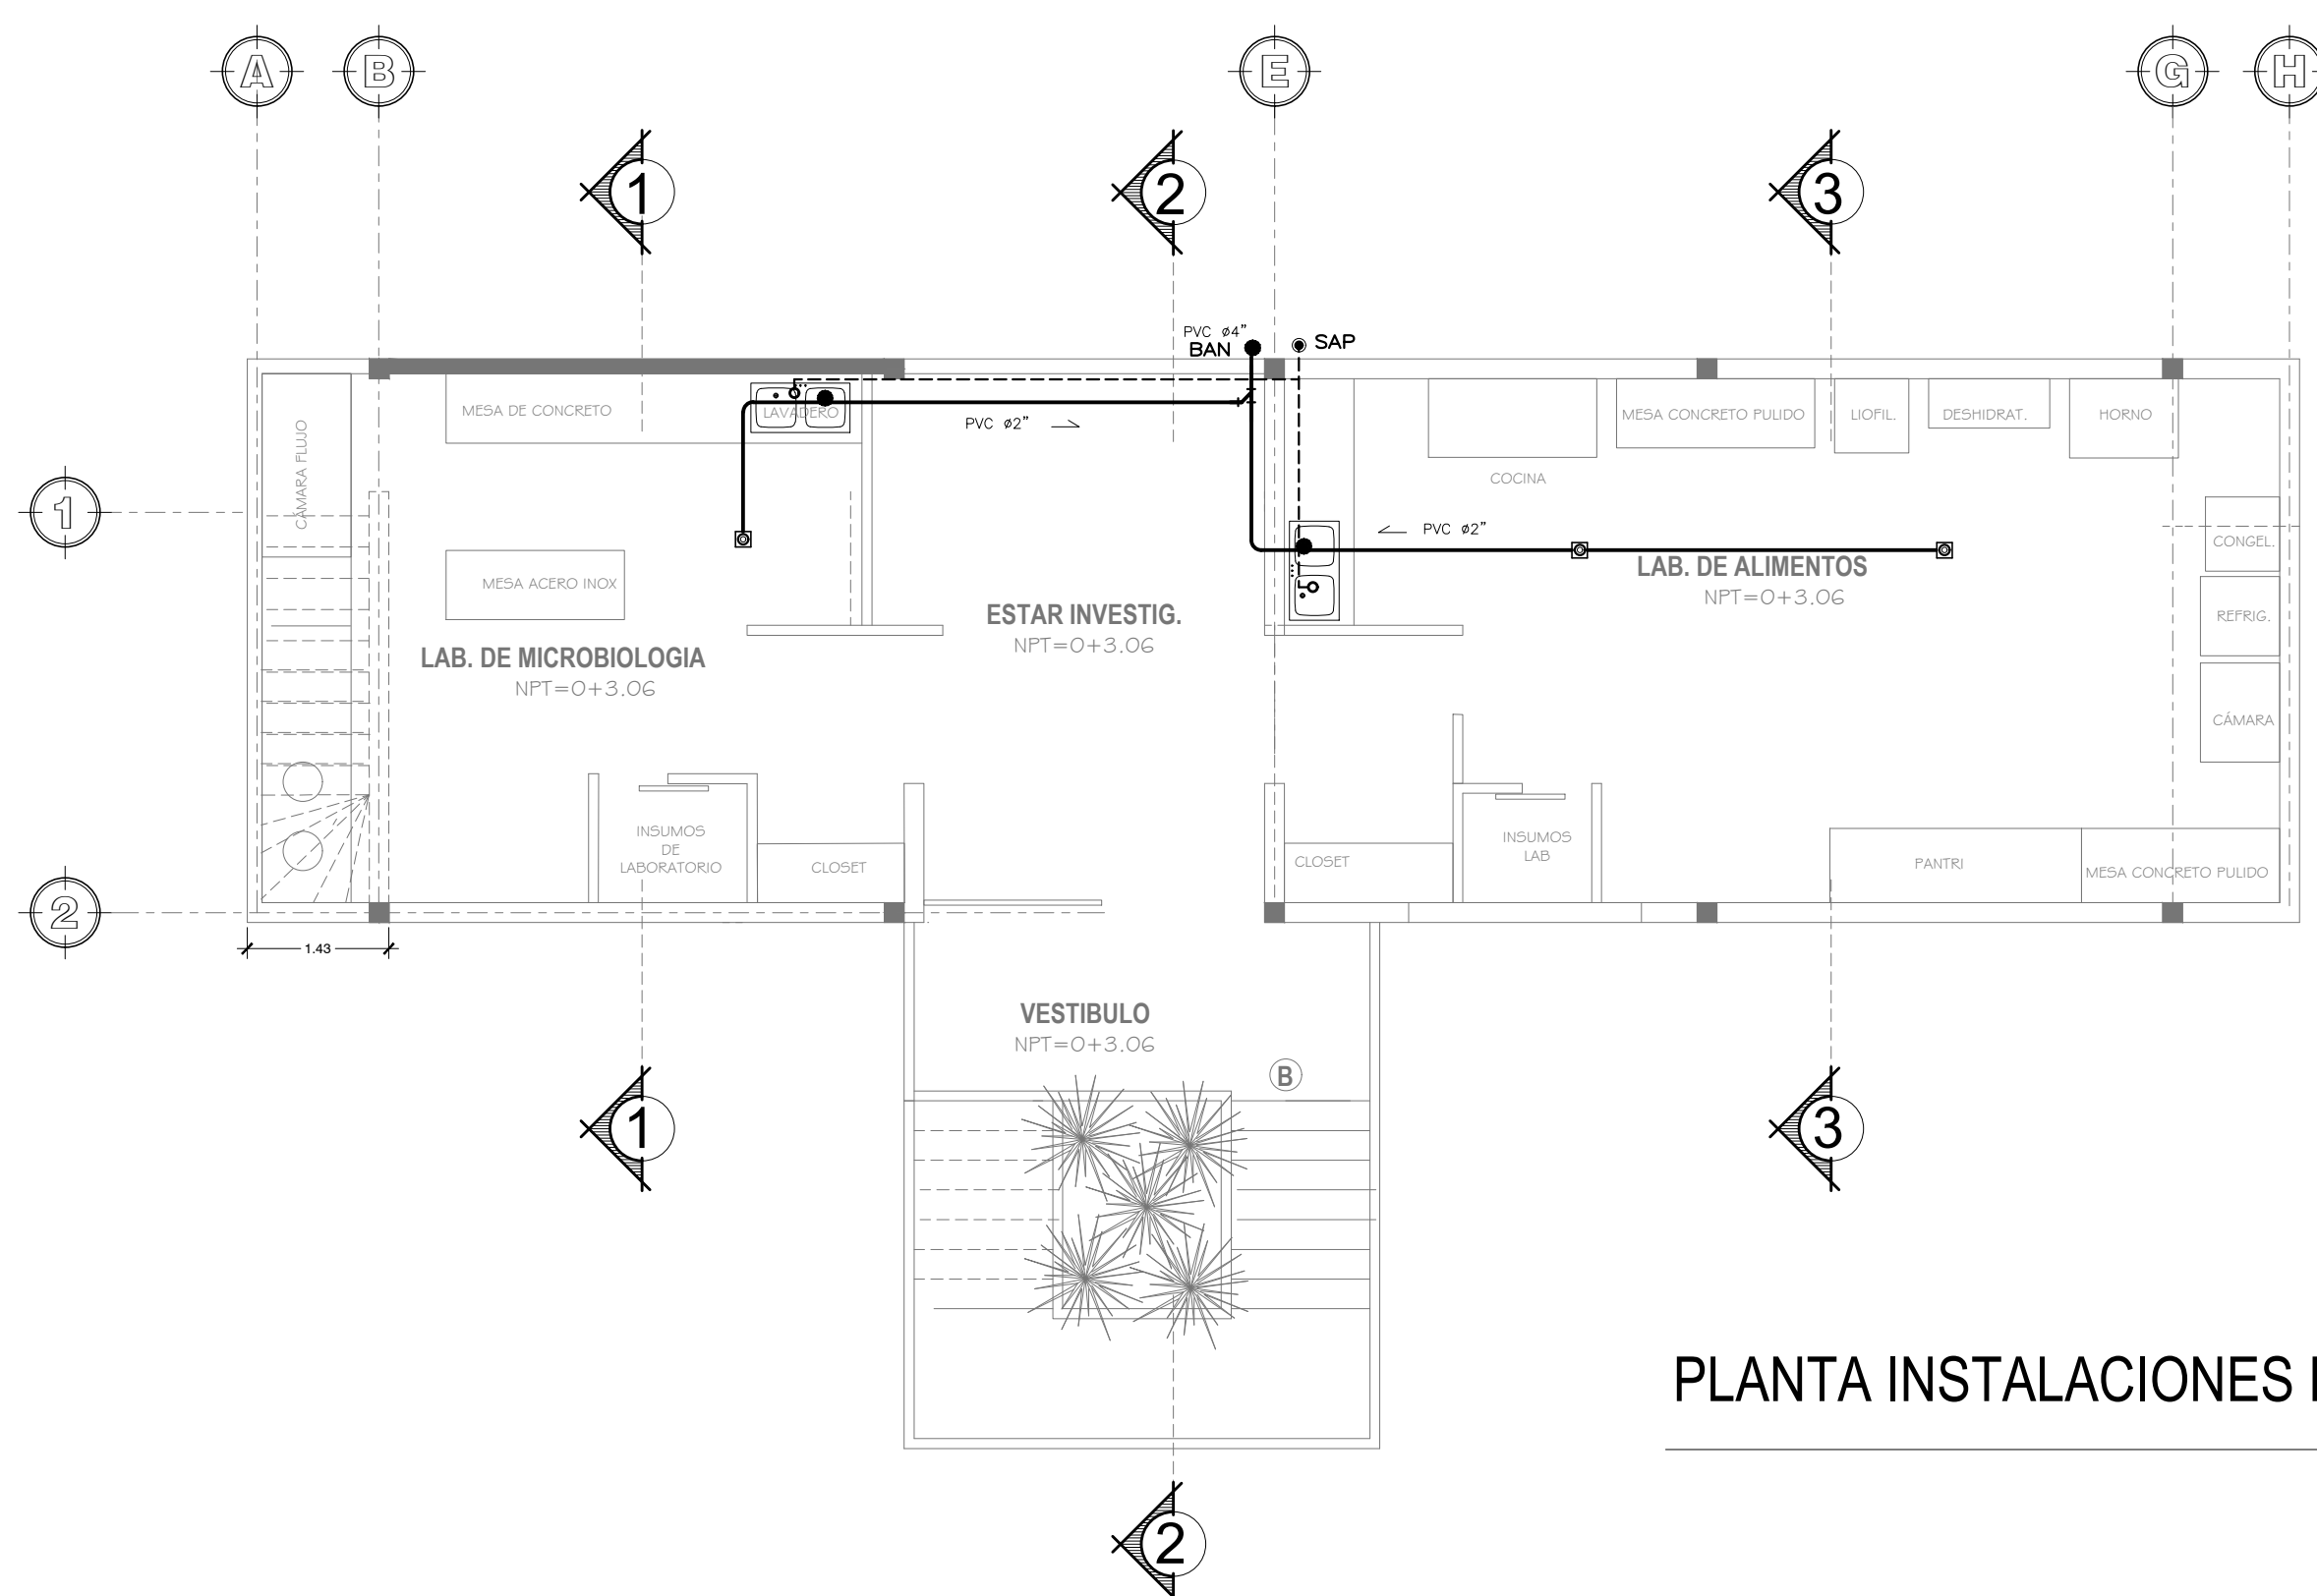 A
B
E
G
H
1
2
3
PVC ø4"
BAN
SAP
MESA DE CONCRETO
LAVADERO
PVC ø2"
MESA CONCRETO PULIDO
LIOFIL.
DESHIDRAT.
HORNO
CÁMARA FLUJO
COCINA
1
PVC ø2"
CONGEL.
MESA ACERO INOX
LAB. DE ALIMENTOS
NPT=0+3.06
ESTAR INVESTIG.
NPT=0+3.06
REFRIG.
LAB. DE MICROBIOLOGIA
NPT=0+3.06
CÁMARA
INSUMOS
DE
LABORATORIO
CLOSET
CLOSET
INSUMOS
LAB
PANTRI
MESA CONCRETO PULIDO
2
1.43
VESTIBULO
NPT=0+3.06
B
1
3
PLANTA INSTALACIONES
2